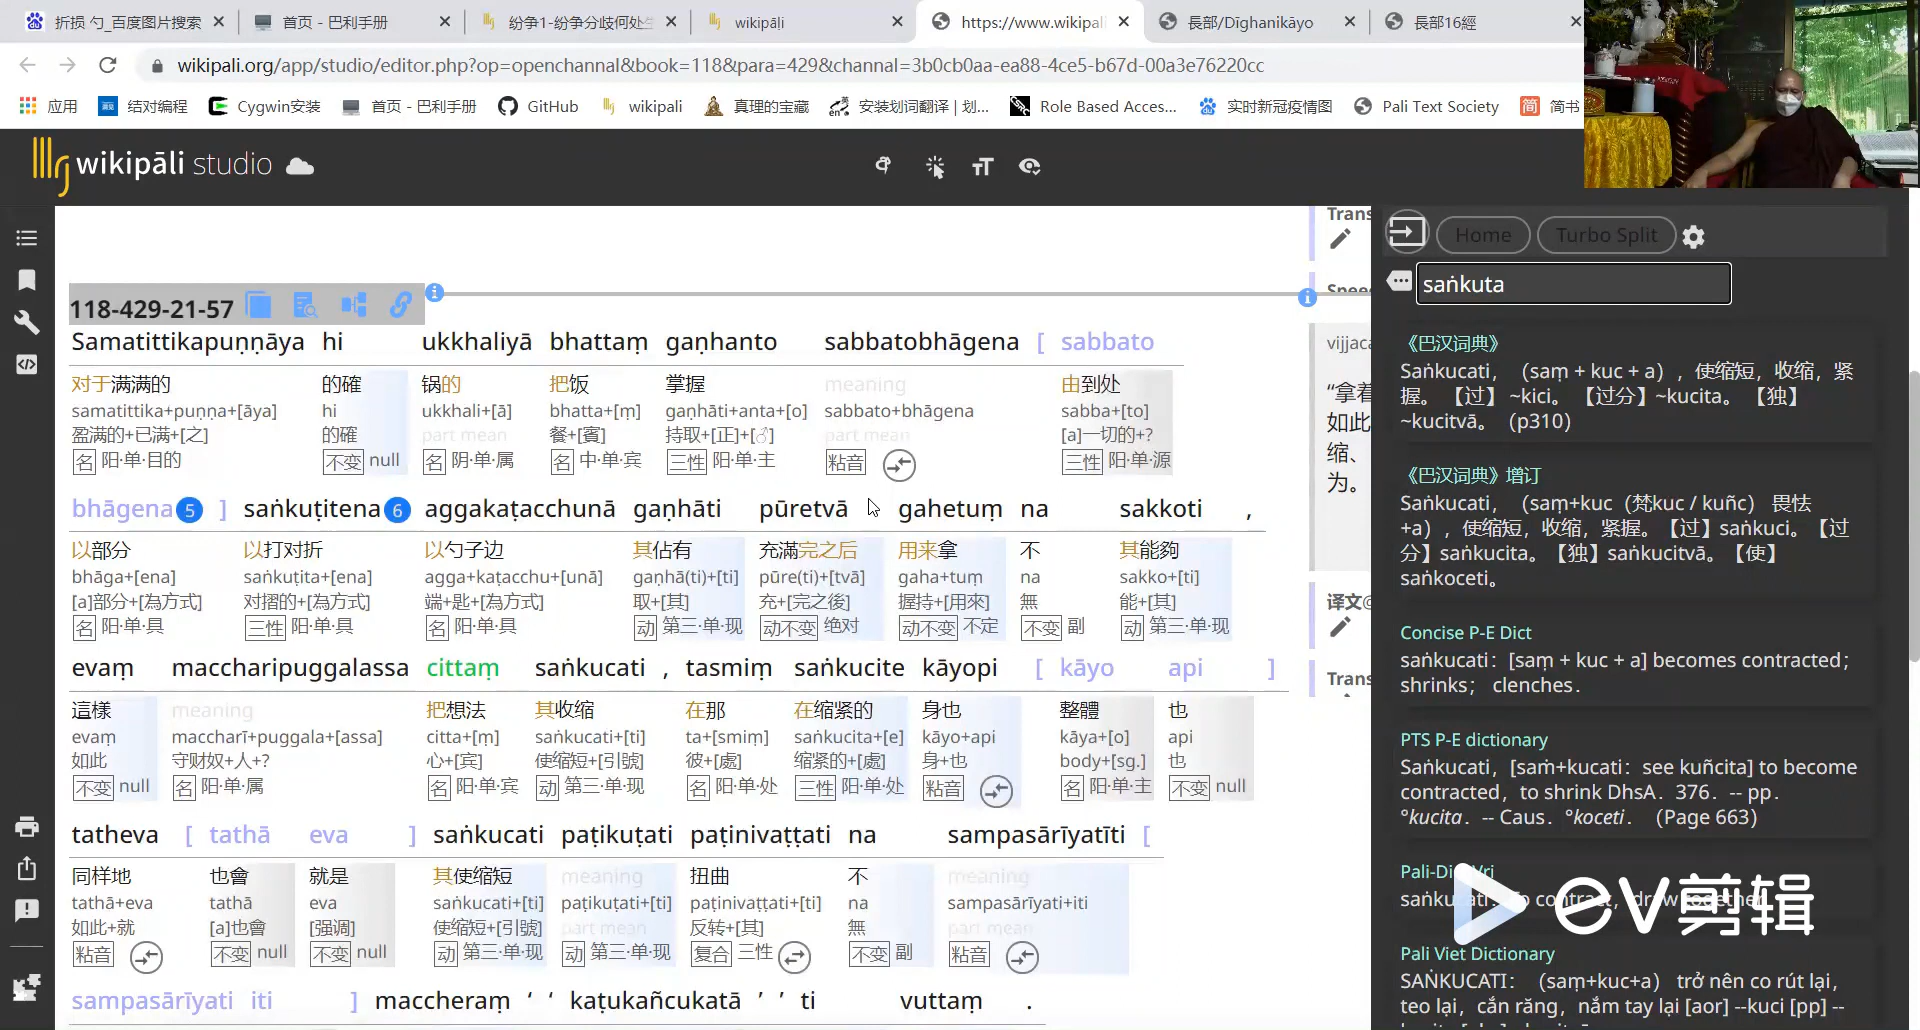 折损 勺_百度图片搜索 首页 - 巴利手册 纷争1-纷争分歧何处 wikipāḷi https://www.wikipali 長部/Dīghanikāyo 長部16經
wikipali.org/app/studio/editor.php?op=openchannal&book=118&para=429&channal=3b0cb0aa-ea88-4ce5-b67d-00a3e76220cc
应用 结对编程 Cygwin安装 首页 - 巴利手册 GitHub wikipali 真理的宝藏 安装划词翻译 | 划... Role Based Acces... 实时新冠疫情图 Pali Text Society 简书
wikipāli studio
Home Turbo Split
saṅkuta
118-429-21-57
Samatittikapuṇṇāya hi ukkhaliyā bhattaṃ gaṇhanto sabbatobhāgena [ sabbato
对于满满的 的確 锅的 把饭 掌握 meaning 由到处
samatittika+puṇṇa+[āya] hi ukkhali+[ā] bhatta+[ṃ] gaṇhāti+anta+[o] sabbato+bhāgena sabba+[to]
盈满的+已满+[之] 的確 part mean 餐+[賓] 持取+[正]+[♂] part mean [a]一切的+?
名 阳·单·目的 不变 null 名 阴·单·属 名 中·单·宾 三性 阳·单·主 粘音 三性 阳·单·源
bhāgena 5 ] saṅkuṭitena 6 aggakaṭacchunā gaṇhāti pūretvā gahetuṃ na sakkoti ,
以部分 以打对折 以勺子边 其佔有 充滿完之后 用来拿 不 其能夠
bhāga+[ena] saṅkuṭita+[ena] agga+kaṭacchu+[unā] gaṇhā(ti)+[ti] pūre(ti)+[tvā] gaha+tuṃ na sakko+[ti]
[a]部分+[為方式] 对摺的+[為方式] 端+匙+[為方式] 取+[其] 充+[完之後] 握持+[用來] 無 能+[其]
名 阳·单·具 三性 阳·单·具 名 阳·单·具 动 第三·单·现 动不变 绝对 动不变 不定 不变 副 动 第三·单·现
evaṃ maccharipuggalassa cittaṃ saṅkucati , tasmiṃ saṅkucite kāyopi [ kāyo api ]
這樣 meaning 把想法 其收缩 在那 在缩紧的 身也 整體 也
evaṃ maccharī+puggala+[assa] citta+[ṃ] saṅkucati+[ti] ta+[smiṃ] saṅkucita+[e] kāyo+api kāya+[o] api
如此 守财奴+人+? 心+[宾] 使缩短+[引號] 彼+[處] 缩紧的+[處] 身+也 body+[sg.] 也
不变 null 名 阳·单·属 名 阳·单·宾 动 第三·单·现 名 阳·单·处 三性 阳·单·处 粘音 名 阳·单·主 不变 null
tatheva [ tathā eva ] saṅkucati paṭikuṭati paṭinivaṭṭati na sampasārīyatīti [
同样地 也會 就是 其使缩短 meaning 扭曲 不 meaning
tathā+eva tathā eva saṅkucati+[ti] paṭikuṭati+[ti] paṭinivaṭṭati+[ti] na sampasārīyati+iti
如此+就 [a]也會 [强调] 使缩短+[引號] part mean 反转+[其] 無 part mean
粘音 不变 null 不变 null 动 第三·单·现 动 第三·单·现 复合 三性 不变 副 粘音
sampasārīyati iti ] maccheraṃ ‘ ‘ kaṭukañcukatā ’ ’ ti vuttaṃ .
Trans
vijjaca
“拿着
如此
缩、
为。
译文
Trans
《巴汉词典》
Saṅkucati, （saṃ + kuc + a）, 使缩短，收缩，紧
握。 【过】 ~kici。 【过分】~kucita。 【独】
~kucitvā。 (p310)
《巴汉词典》增订
Saṅkucati, （saṃ+kuc (梵kuc / kuñc) 畏怯
+a）, 使缩短，收缩，紧握。【过】saṅkuci。【过
分】saṅkucita。【独】saṅkucitvā。【使】
saṅkoceti。
Concise P-E Dict
saṅkucati：[saṃ + kuc + a] becomes contracted；
shrinks； clenches．
PTS P-E dictionary
Saṅkucati，[saṁ+kucati：see kuñcita] to become
contracted，to shrink DhsA．376．-- pp．
°kucita．-- Caus．°koceti． (Page 663)
EV剪辑
Pali Viet Dictionary
SAṄKUCATI： (saṃ+kuc+a) trở nên co rút lại，
teo lại，cắn răng，nắm tay lại [aor] --kuci [pp] --